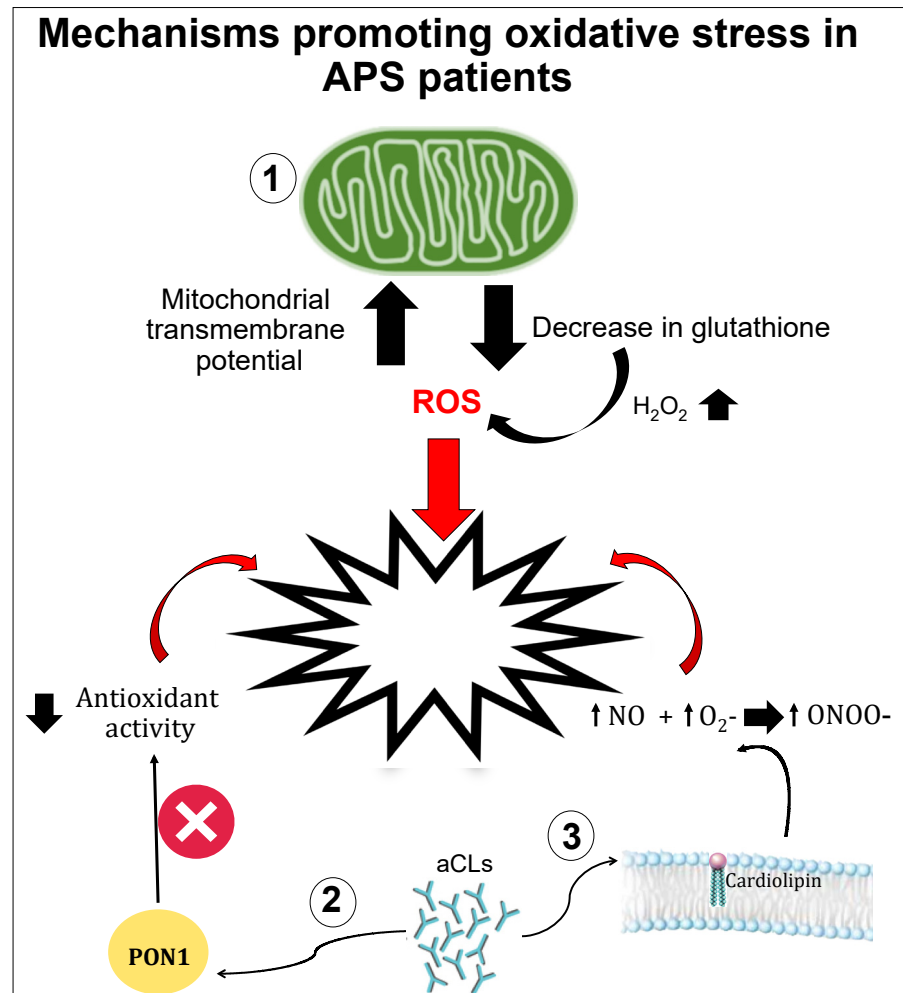 Mechanisms promoting oxidative stress in
APS patients
1
Mitochondrial
transmembrane
potential
Decrease in glutathione
ROS
H₂O₂
Antioxidant
activity
NO + O₂- ONOO-
3
aCLs
Cardiolipin
2
PON1